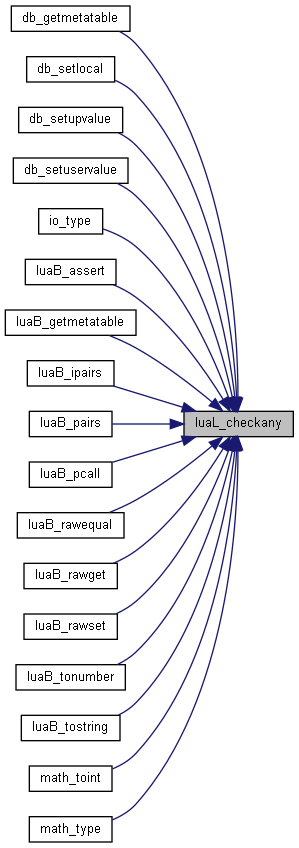 db_getmetatable
db_setlocal
db_setupvalue
db_setuservalue
io_type
luaB_assert
luaB_getmetatable
luaB_ipairs
luaB_pairs
luaL_checkany
luaB_pcall
luaB_rawequal
luaB_rawget
luaB_rawset
luaB_tonumber
luaB_tostring
math_toint
math_type